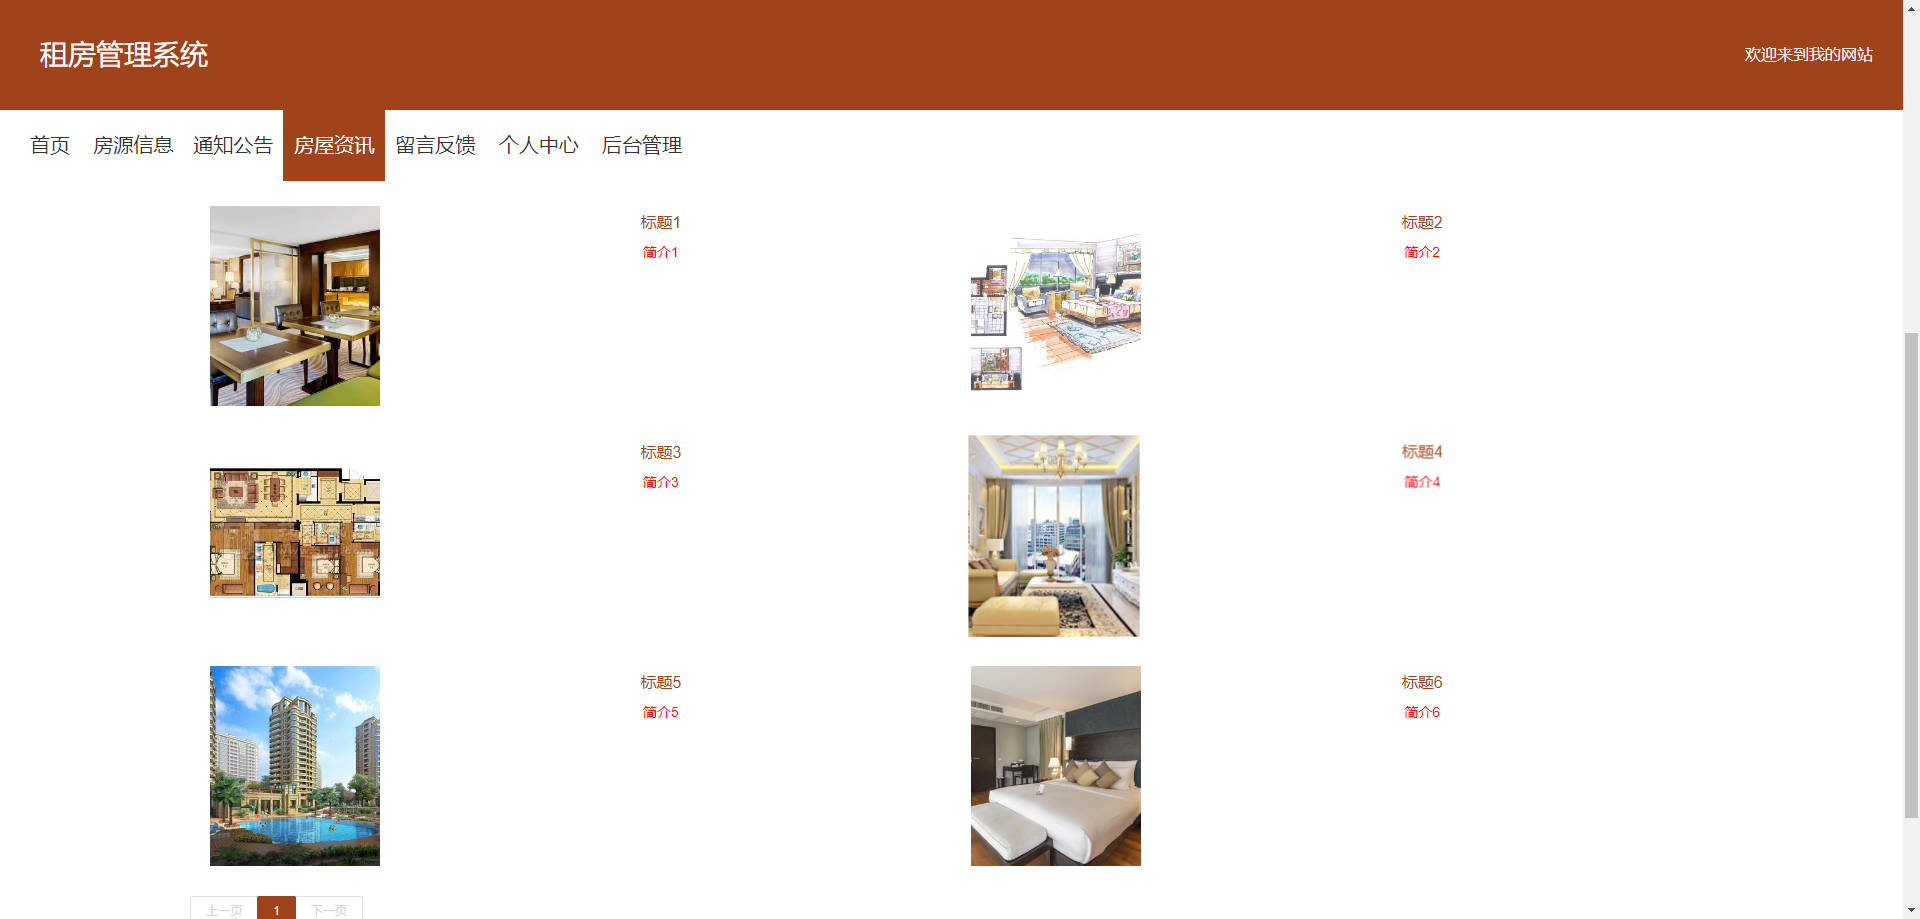 租房管理系统
欢迎来到我的网站
首页 房源信息 通知公告 房屋资讯 留言反馈 个人中心 后台管理
标题1
简介1
标题2
简介2
标题3
简介3
标题4
简介4
标题5
简介5
标题6
简介6
上一页 1 下一页